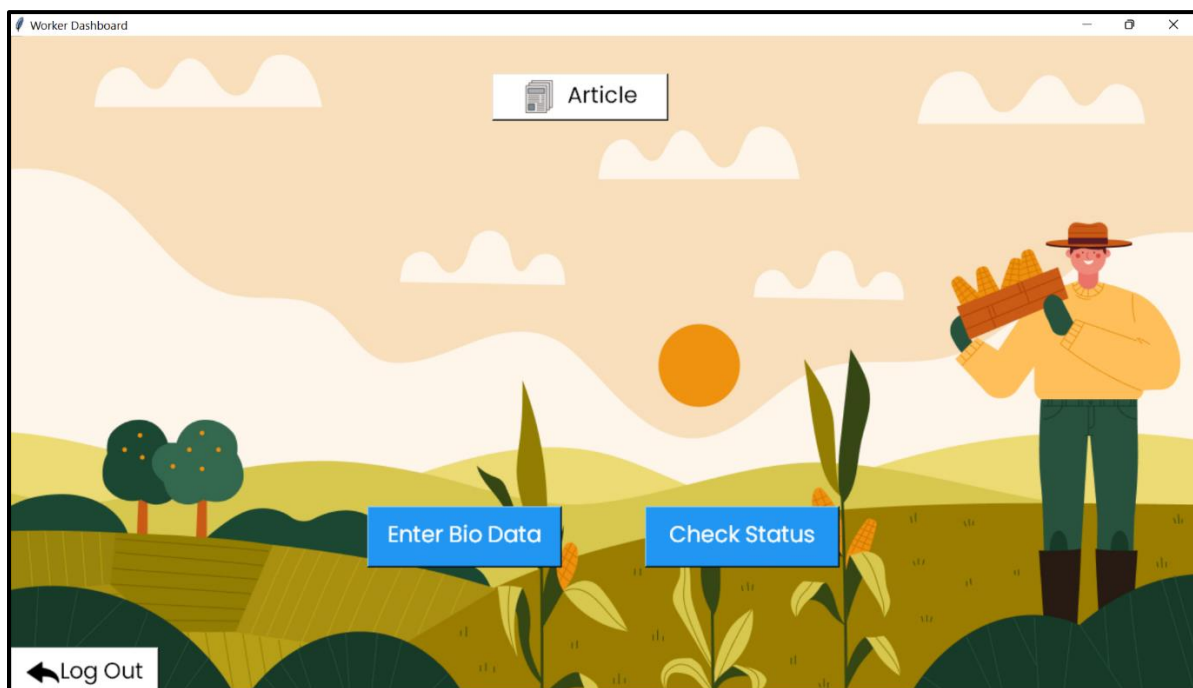 Worker Dashboard
Article
Enter Bio Data
Check Status
Log Out